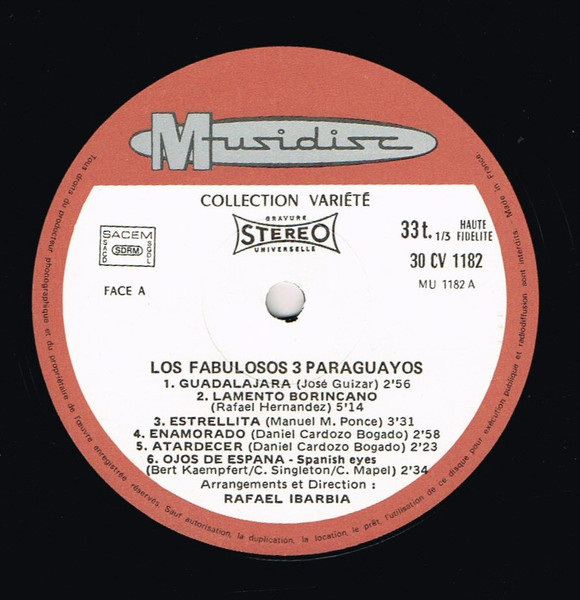 Musidisc
COLLECTION VARIÉTÉ
GRAVURE
STEREO
UNIVERSELLE
SACEM
SACD
SDRM
SGDL
33 t. 1/3 HAUTE FIDELITE
30 CV 1182
MU 1182 A
FACE A
LOS FABULOSOS 3 PARAGUAYOS
1. GUADALAJARA (José Guizar) 2'56
2. LAMENTO BORINCANO
(Rafael Hernandez) 5'14
3. ESTRELLITA (Manuel M. Ponce) 3'31
4. ENAMORADO (Daniel Cardozo Bogado) 2'58
5. ATARDECER (Daniel Cardozo Bogado) 2'23
6. OJOS DE ESPANA - Spanish eyes
(Bert Kaempfert/C. Singleton/C. Mapel) 2'34
Arrangements et Direction :
RAFAEL IBARBIA
Tous droits du producteur phonographique et du propriétaire de l'œuvre enregistrée réservés. Sauf autorisation, la duplication, la location, le prêt, l'utilisation de ce disque pour exécution publique et radiodiffusion sont interdits. - Made in France.